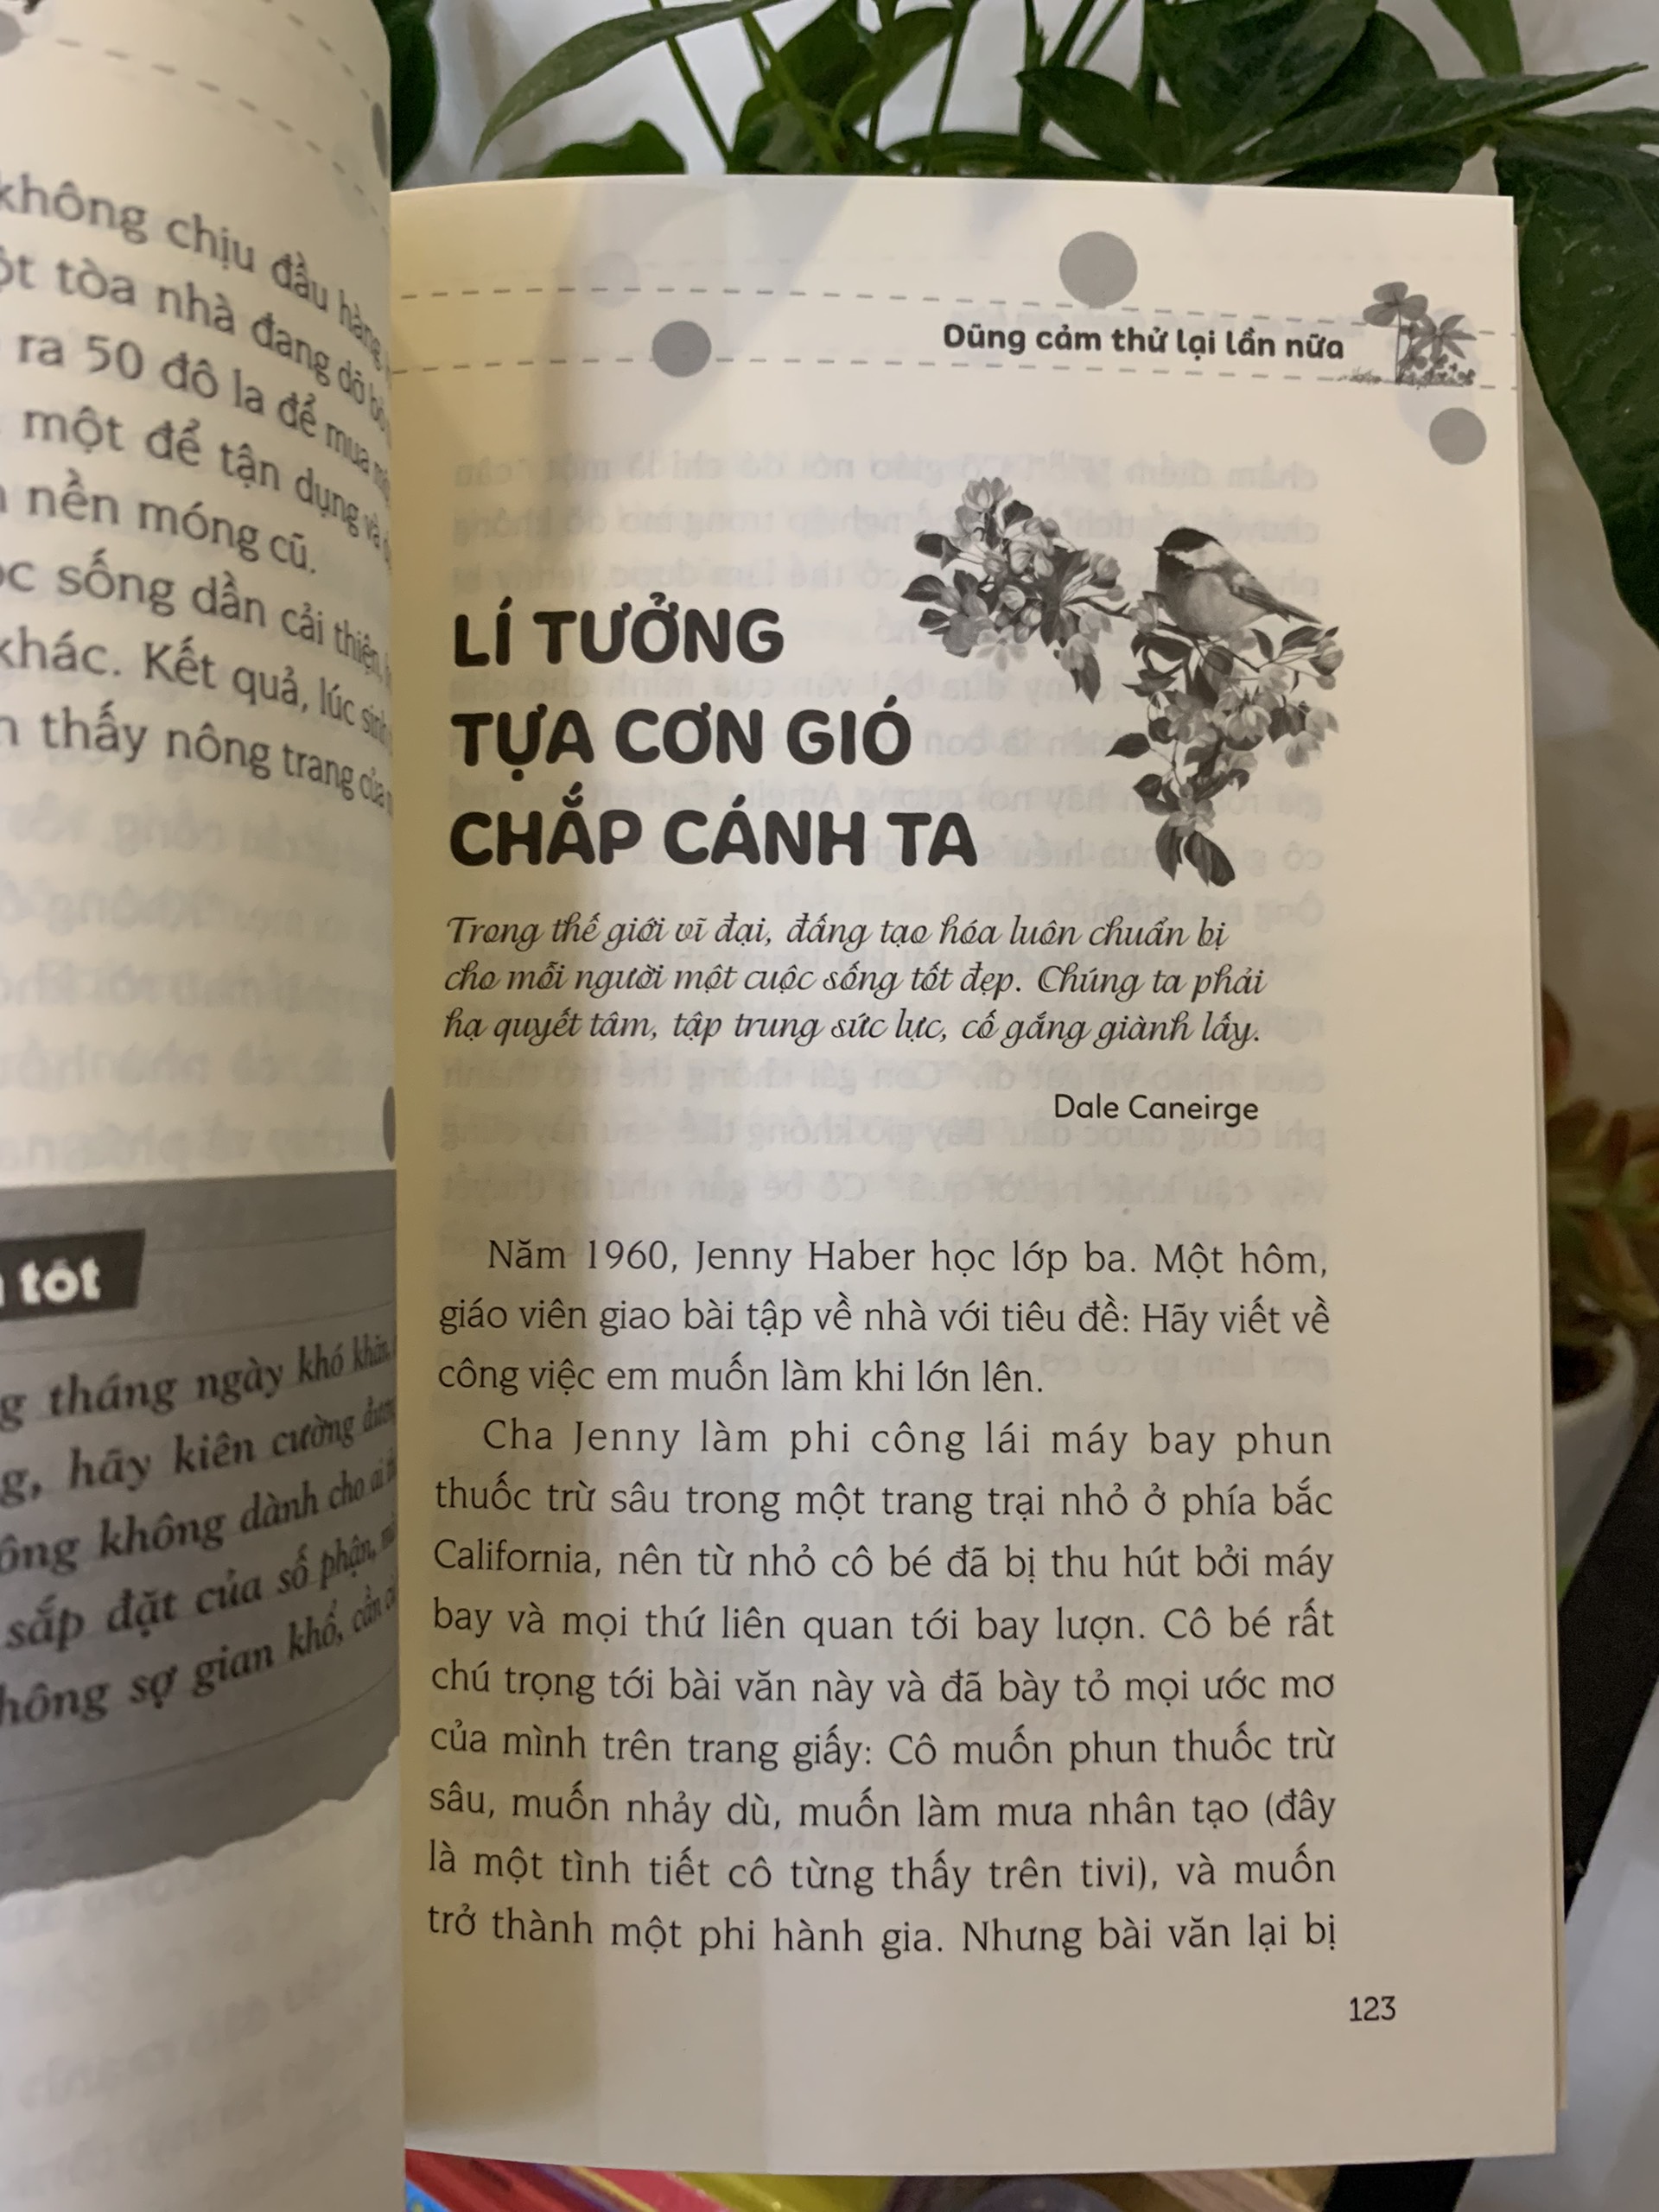 không chịu đầu hàng
tòa nhà đang dỡ bỏ
ra 50 đô la để mua
một để tận dụng và
nền móng cũ.
sống dần cải thiện,
khác. Kết quả, lúc sinh
thấy nông trang của
tốt
tháng ngày khó khăn,
hãy kiên cường
không dành cho ai
sắp đặt của số phận,
sợ gian khổ, cần
Dũng cảm thử lại lần nữa
LÍ TƯỞNG
TỰA CƠN GIÓ
CHẮP CÁNH TA
Trong thế giới vĩ đại, đấng tạo hóa luôn chuẩn bị
cho mỗi người một cuộc sống tốt đẹp. Chúng ta phải
hạ quyết tâm, tập trung sức lực, cố gắng giành lấy.
Dale Caneirge
Năm 1960, Jenny Haber học lớp ba. Một hôm,
giáo viên giao bài tập về nhà với tiêu đề: Hãy viết về
công việc em muốn làm khi lớn lên.
Cha Jenny làm phi công lái máy bay phun
thuốc trừ sâu trong một trang trại nhỏ ở phía bắc
California, nên từ nhỏ cô bé đã bị thu hút bởi máy
bay và mọi thứ liên quan tới bay lượn. Cô bé rất
chú trọng tới bài văn này và đã bày tỏ mọi ước mơ
của mình trên trang giấy: Cô muốn phun thuốc trừ
sâu, muốn nhảy dù, muốn làm mưa nhân tạo (đây
là một tình tiết cô từng thấy trên tivi), và muốn
trở thành một phi hành gia. Nhưng bài văn lại bị
123